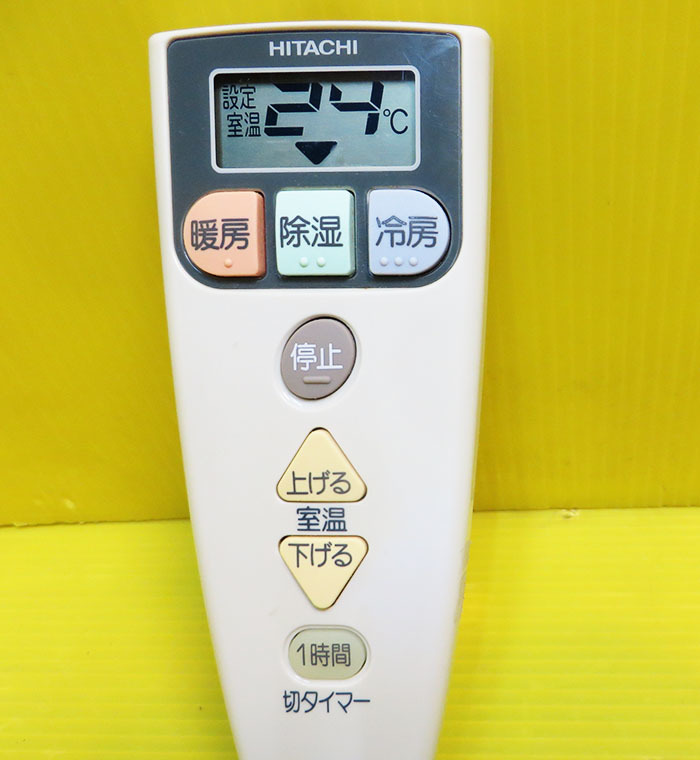 HITACHI
設定
室温 24℃
暖房 除湿 冷房
停止
上げる
室温
下げる
1時間
切タイマー